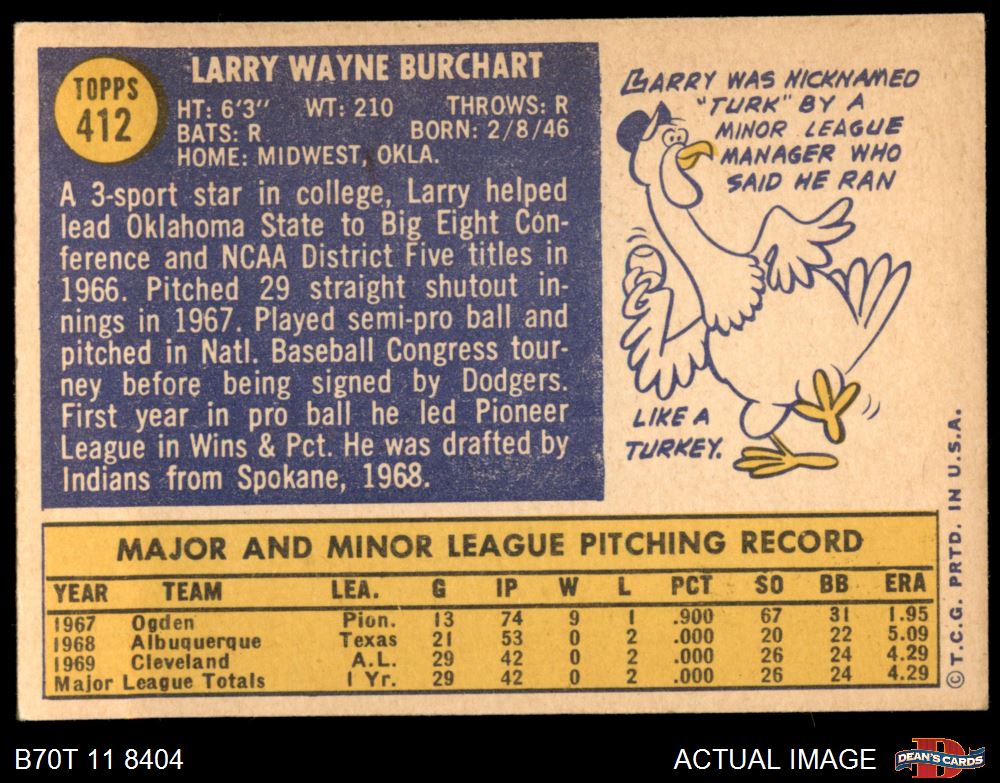 TOPPS
412
LARRY WAYNE BURCHART
HT: 6'3" WT: 210 THROWS: R
BATS: R BORN: 2/8/46
HOME: MIDWEST, OKLA.
A 3-sport star in college, Larry helped
lead Oklahoma State to Big Eight Con-
ference and NCAA District Five titles in
1966. Pitched 29 straight shutout in-
nings in 1967. Played semi-pro ball and
pitched in Natl. Baseball Congress tour-
ney before being signed by Dodgers.
First year in pro ball he led Pioneer
League in Wins & Pct. He was drafted by
Indians from Spokane, 1968.
LARRY WAS NICKNAMED
"TURK" BY A
MINOR LEAGUE
MANAGER WHO
SAID HE RAN
LIKE A
TURKEY.
MAJOR AND MINOR LEAGUE PITCHING RECORD
YEAR TEAM LEA. G IP W L PCT SO BB ERA
1967 Ogden Pion. 13 74 9 1 .900 67 31 1.95
1968 Albuquerque Texas 21 53 0 2 .000 20 22 5.09
1969 Cleveland A.L. 29 42 0 2 .000 26 24 4.29
Major League Totals 1 Yr. 29 42 0 2 .000 26 24 4.29
© T.C.G. PRTD. IN U.S.A.
B70T 11 8404
ACTUAL IMAGE
D
DEAN'S CARDS